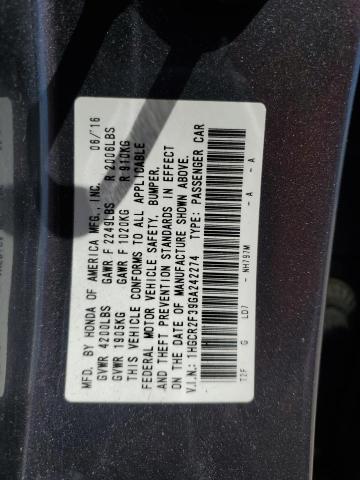 MFD. BY HONDA OF AMERICA MFG., INC. 06/16
GVWR 4200LBS GAWR F 2249LBS R 2006LBS
GVWR 1905KG GAWR F 1020KG R 910KG
THIS VEHICLE CONFORMS TO ALL APPLICABLE
FEDERAL MOTOR VEHICLE SAFETY, BUMPER,
AND THEFT PREVENTION STANDARDS IN EFFECT
ON THE DATE OF MANUFACTURE SHOWN ABOVE.
V.I.N.: 1HGCR2F39GA242274 TYPE: PASSENGER CAR
T2F G LD7 - NH797M - A - A